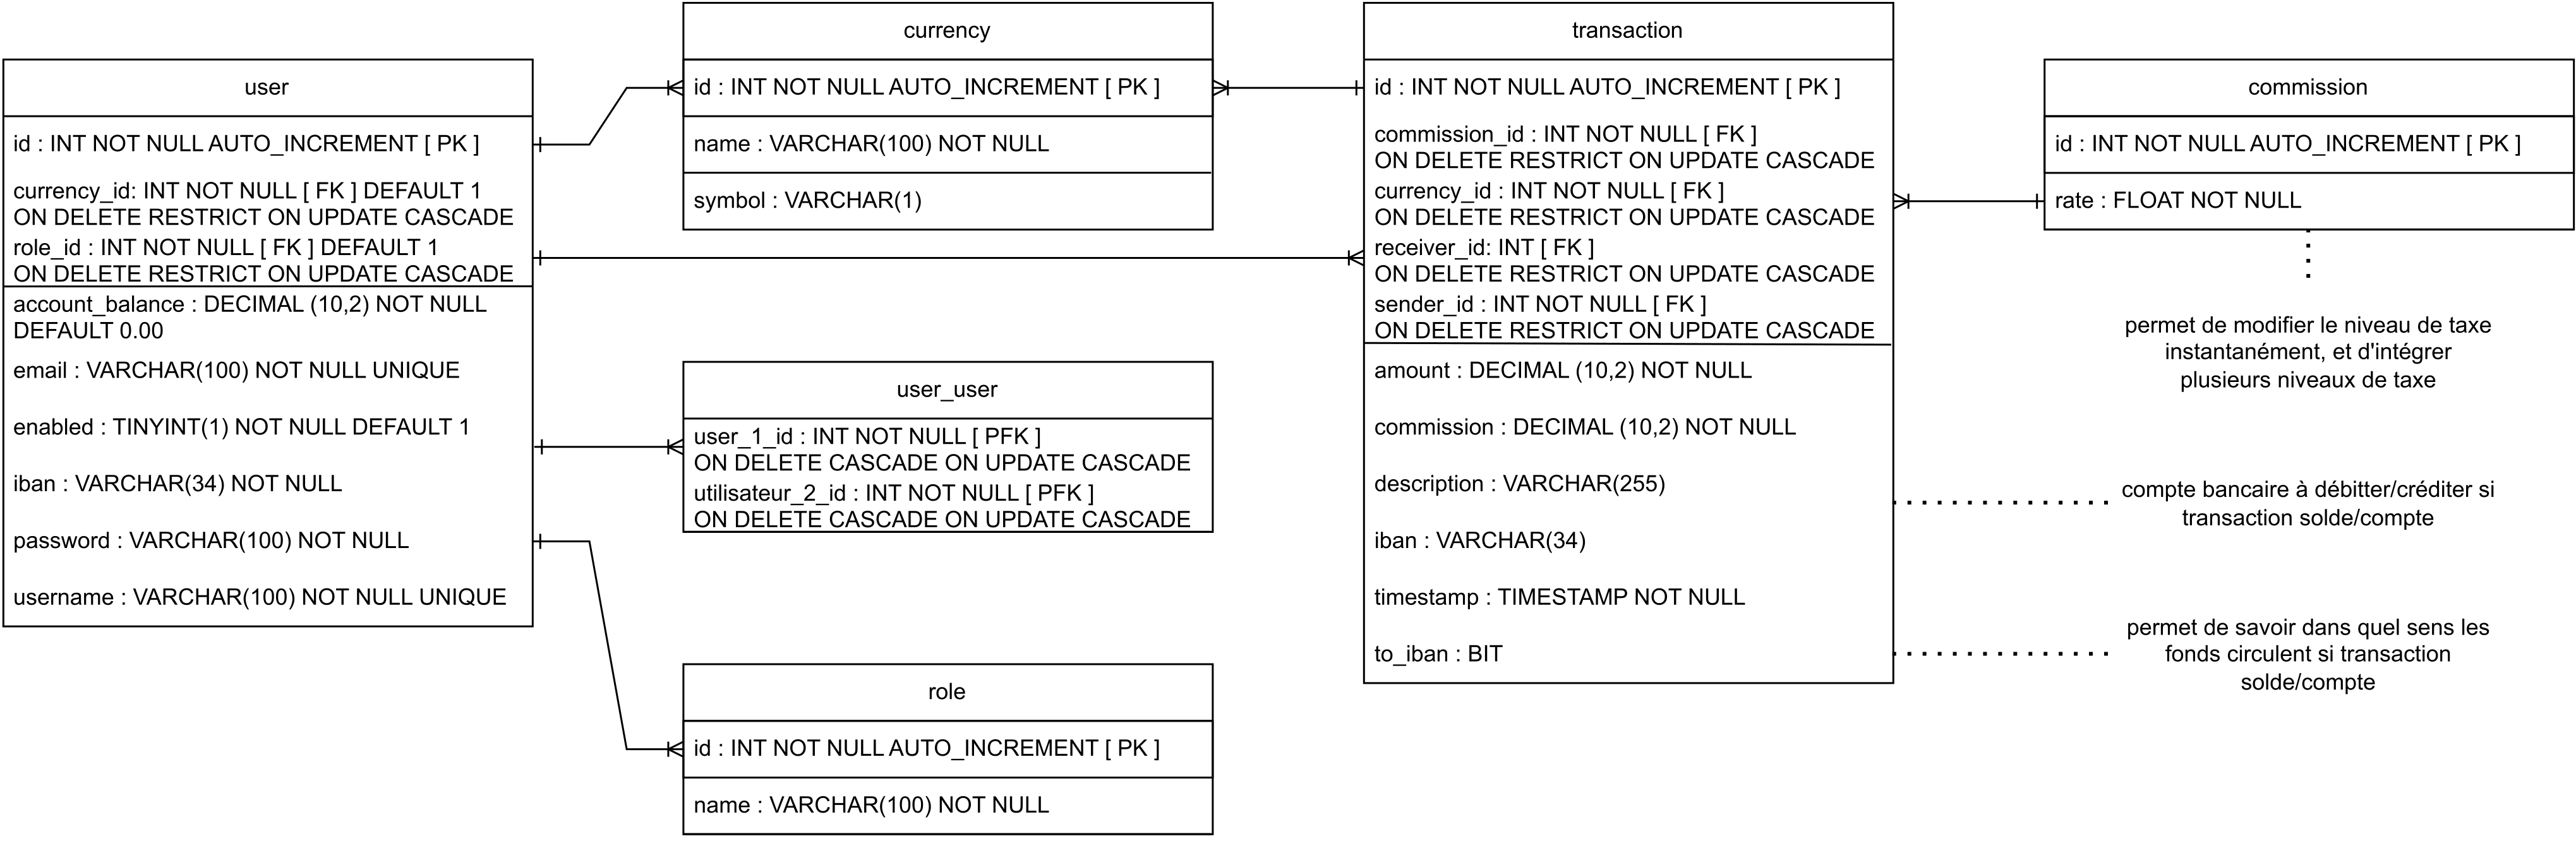 user
id : INT NOT NULL AUTO_INCREMENT [ PK ]
currency_id: INT NOT NULL [ FK ] DEFAULT 1
ON DELETE RESTRICT ON UPDATE CASCADE
role_id : INT NOT NULL [ FK ] DEFAULT 1
ON DELETE RESTRICT ON UPDATE CASCADE
account_balance : DECIMAL (10,2) NOT NULL
DEFAULT 0.00
email : VARCHAR(100) NOT NULL UNIQUE
enabled : TINYINT(1) NOT NULL DEFAULT 1
iban : VARCHAR(34) NOT NULL
password : VARCHAR(100) NOT NULL
username : VARCHAR(100) NOT NULL UNIQUE
currency
id : INT NOT NULL AUTO_INCREMENT [ PK ]
name : VARCHAR(100) NOT NULL
symbol : VARCHAR(1)
user_user
user_1_id : INT NOT NULL [ PFK ]
ON DELETE CASCADE ON UPDATE CASCADE
utilisateur_2_id : INT NOT NULL [ PFK ]
ON DELETE CASCADE ON UPDATE CASCADE
role
id : INT NOT NULL AUTO_INCREMENT [ PK ]
name : VARCHAR(100) NOT NULL
transaction
id : INT NOT NULL AUTO_INCREMENT [ PK ]
commission_id : INT NOT NULL [ FK ]
ON DELETE RESTRICT ON UPDATE CASCADE
currency_id : INT NOT NULL [ FK ]
ON DELETE RESTRICT ON UPDATE CASCADE
receiver_id: INT [ FK ]
ON DELETE RESTRICT ON UPDATE CASCADE
sender_id : INT NOT NULL [ FK ]
ON DELETE RESTRICT ON UPDATE CASCADE
amount : DECIMAL (10,2) NOT NULL
commission : DECIMAL (10,2) NOT NULL
description : VARCHAR(255)
iban : VARCHAR(34)
timestamp : TIMESTAMP NOT NULL
to_iban : BIT
commission
id : INT NOT NULL AUTO_INCREMENT [ PK ]
rate : FLOAT NOT NULL
permet de modifier le niveau de taxe
instantanément, et d'intégrer
plusieurs niveaux de taxe
compte bancaire à débitter/créditer si
transaction solde/compte
permet de savoir dans quel sens les
fonds circulent si transaction
solde/compte